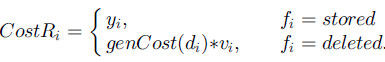 CostR_i = { y_i, f_i = stored
genCost(d_i)*v_i, f_i = deleted.